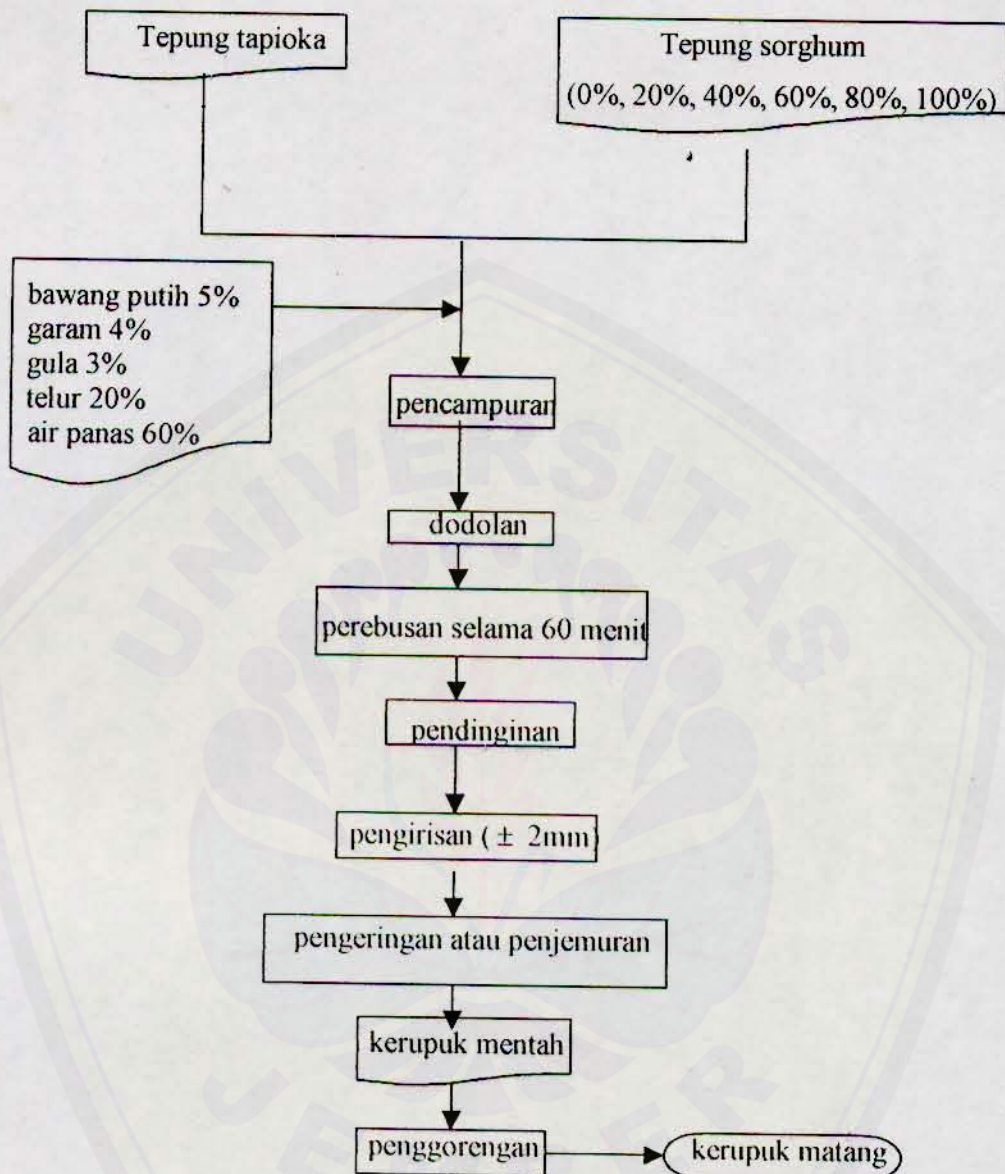 Tepung tapioka
Tepung sorghum
(0%, 20%, 40%, 60%, 80%, 100%)
bawang putih 5%
garam 4%
gula 3%
telur 20%
air panas 60%
pencampuran
dodolan
perebusan selama 60 menit
pendinginan
pengirisan ( ± 2mm)
pengeringan atau penjemuran
kerupuk mentah
penggorengan
kerupuk matang
UNIVERSITAS
JEMBER